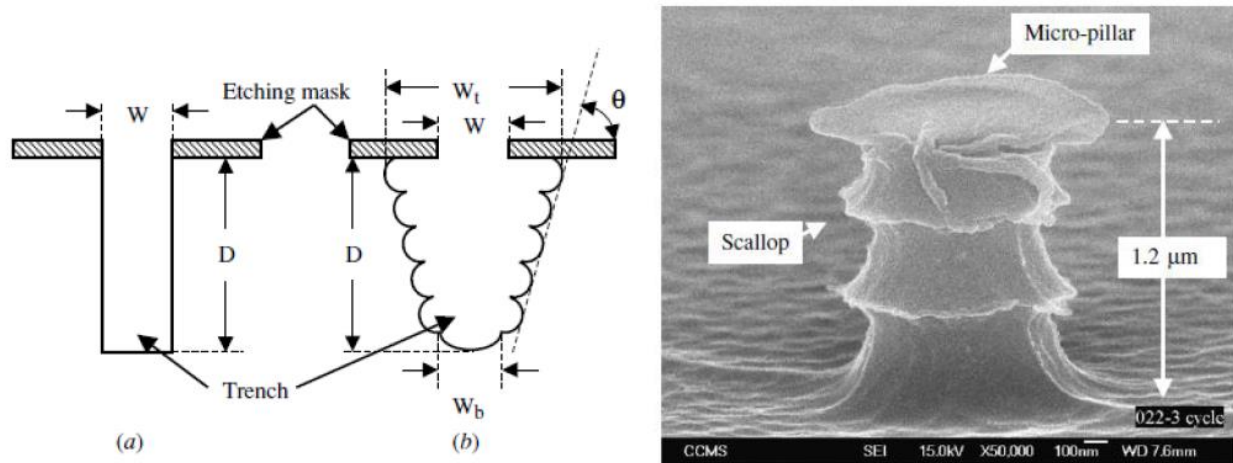 Etching mask
W
Wt
W
θ
D
D
Trench
Wb
(a)
(b)
Micro-pillar
Scallop
1.2 μm
022-3 cycle
CCMS SEI 15.0kV X50,000 100nm WD 7.6mm